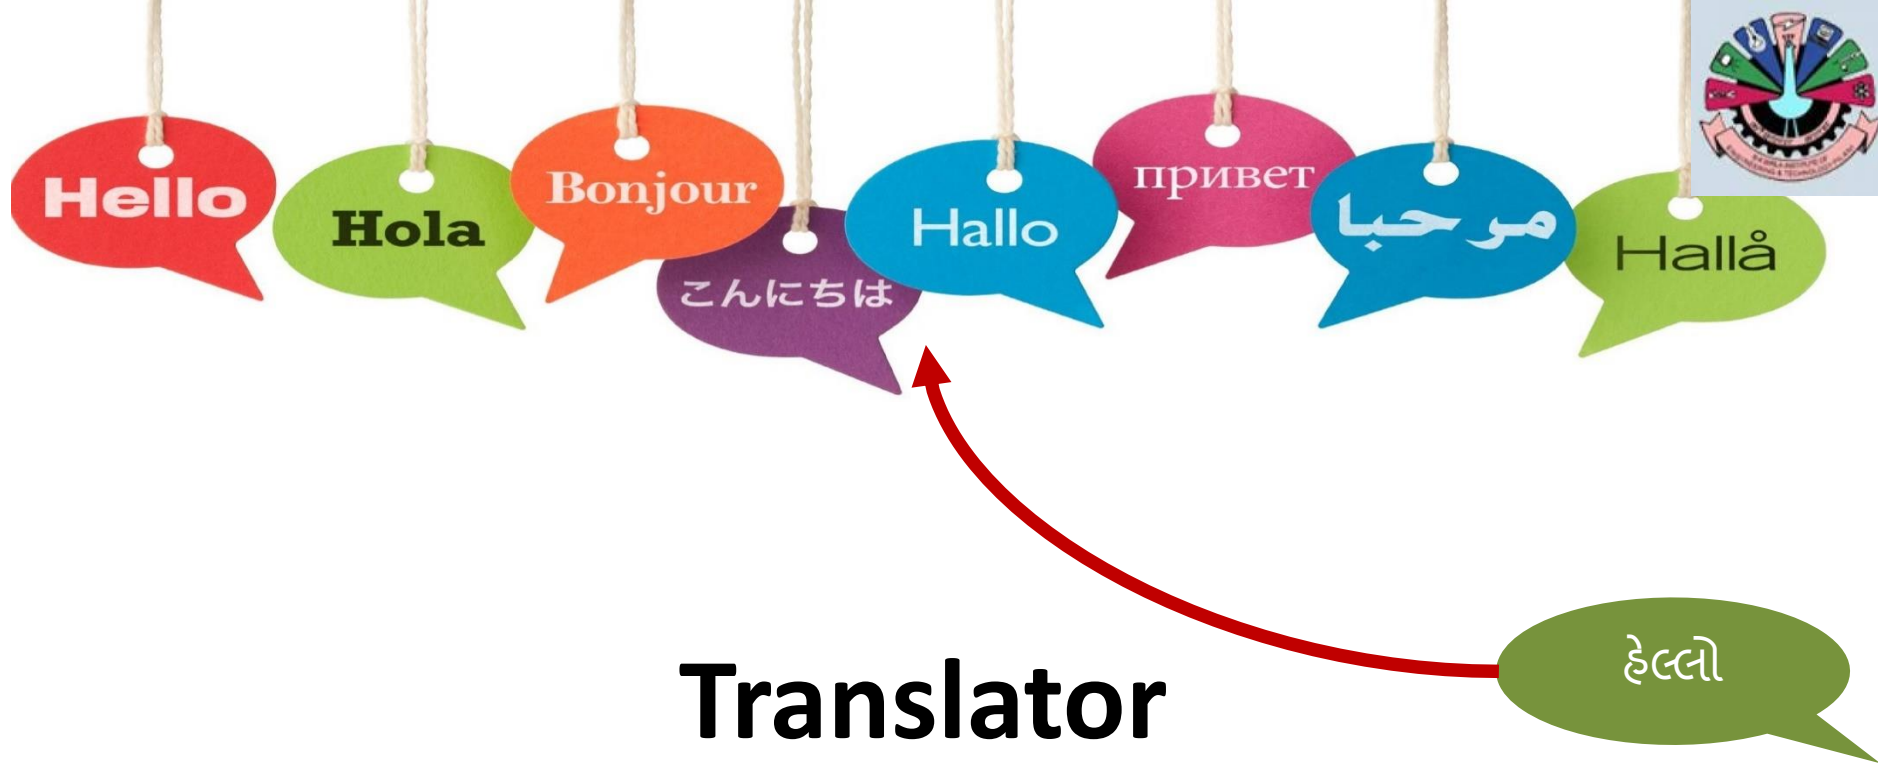 Hello
Hola
Bonjour
こんにちは
Hallo
привет
مرحبا
Hallå
હેલ્લો
Translator